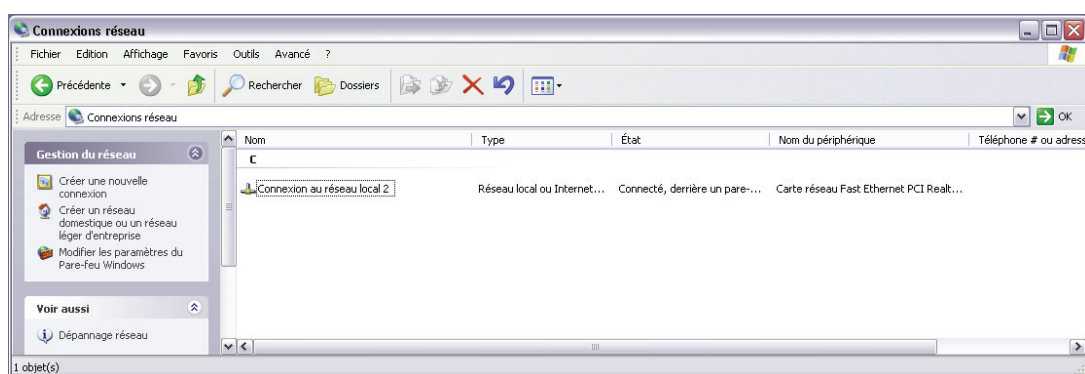 Connexions réseau
Fichier Edition Affichage Favoris Outils Avancé ?
Précédente Rechercher Dossiers
Adresse Connexions réseau OK
Nom Type État Nom du périphérique Téléphone # ou adress
Gestion du réseau
Créer une nouvelle
connexion
Créer un réseau
domestique ou un réseau
léger d'entreprise
Modifier les paramètres du
Pare-feu Windows
Voir aussi
Dépannage réseau
C
Connexion au réseau local 2 Réseau local ou Internet... Connecté, derrière un pare-... Carte réseau Fast Ethernet PCI Realt...
1 objet(s)